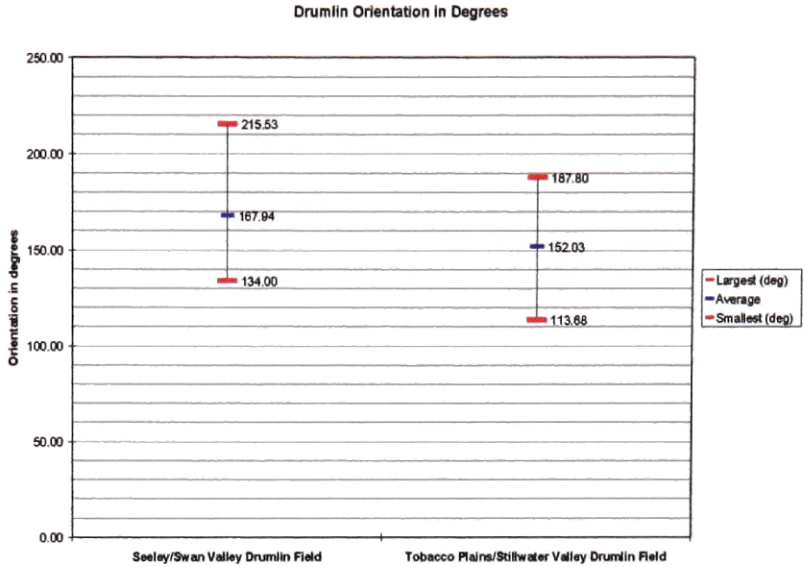 Drumlin Orientation in Degrees
250.00
200.00
150.00
100.00
50.00
0.00
Orientation in degrees
215.53
167.94
134.00
187.80
152.03
113.68
Largest (deg)
Average
Smallest (deg)
Seeley/Swan Valley Drumlin Field
Tobacco Plains/Stillwater Valley Drumlin Field